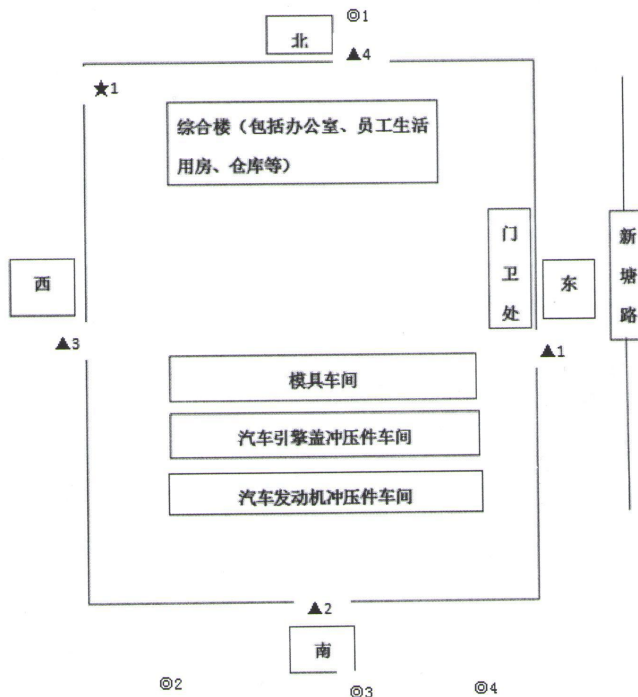 ◎1
北
▲4
★1
综合楼（包括办公室、员工生活
用房、仓库等）
门
卫
处
新
塘
路
西
东
▲3
▲1
模具车间
汽车引擎盖冲压件车间
汽车发动机冲压件车间
▲2
南
◎2
◎3
◎4